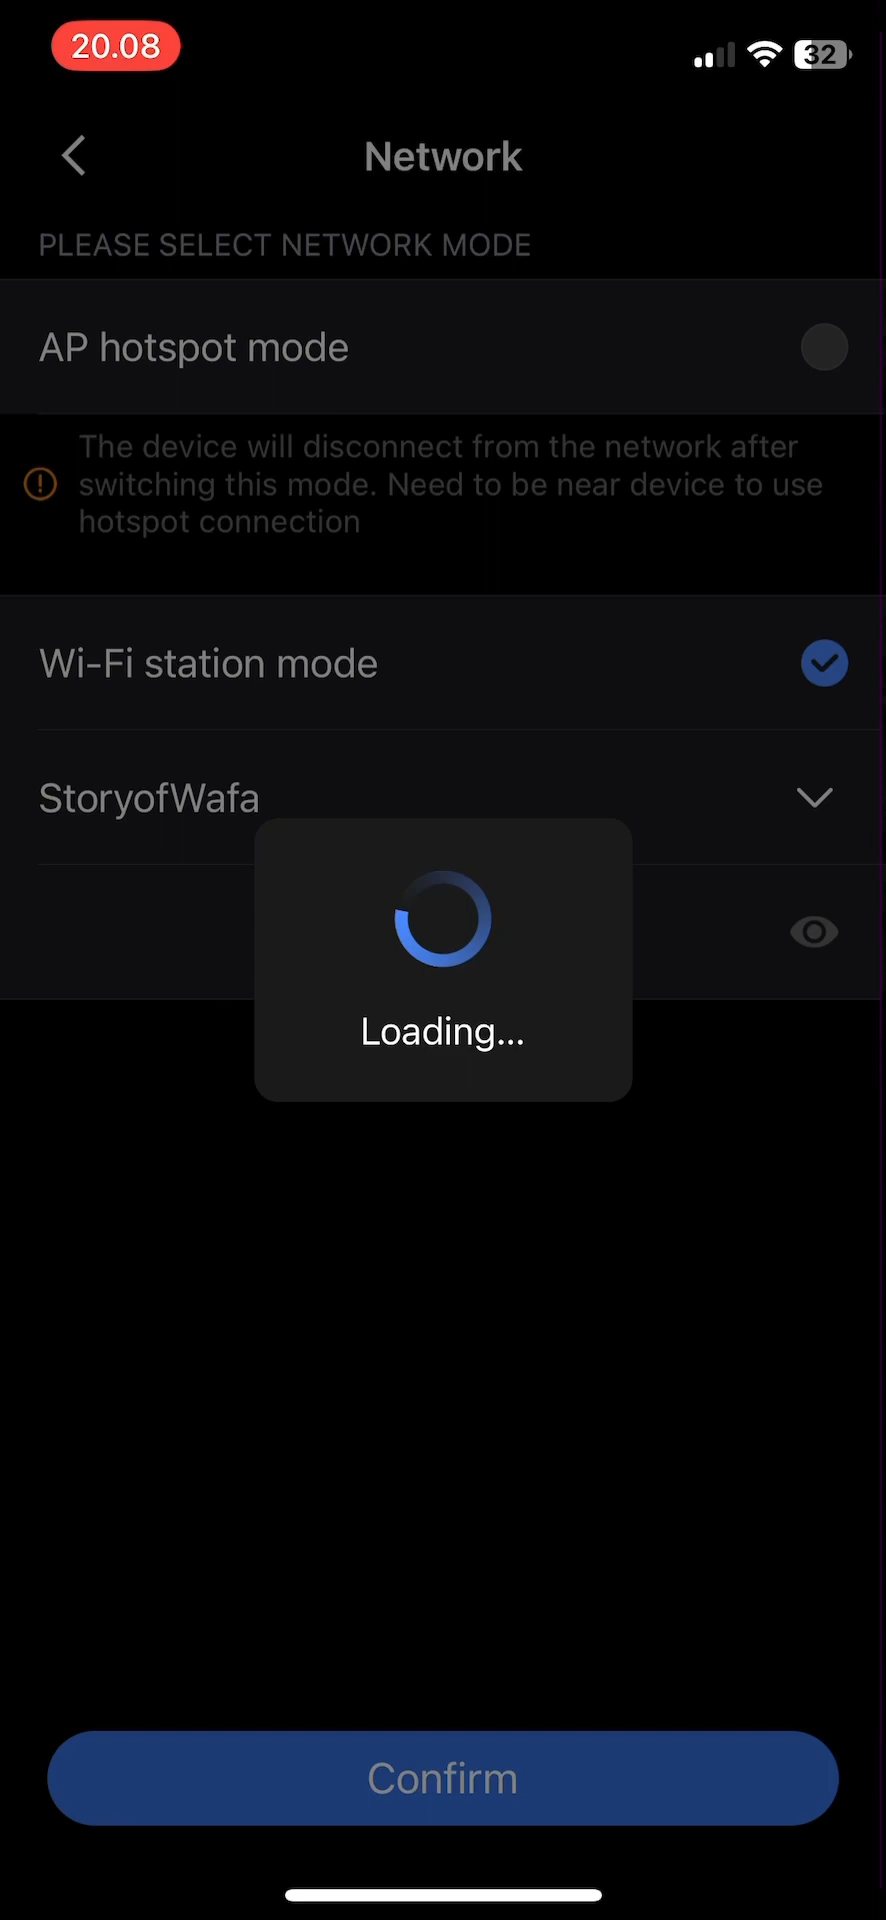 20.08
32
Network
PLEASE SELECT NETWORK MODE
AP hotspot mode
The device will disconnect from the network after
switching this mode. Need to be near device to use
hotspot connection
Wi-Fi station mode
StoryofWafa
Loading...
Confirm